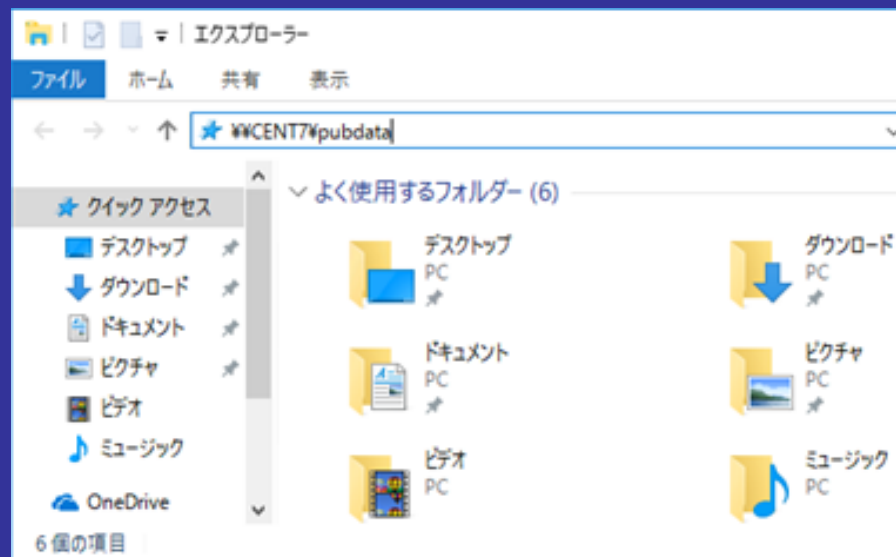 エクスプローラー
ファイル ホーム 共有 表示
¥¥CENT7¥pubdata
クイック アクセス
デスクトップ
ダウンロード
ドキュメント
ピクチャ
ビデオ
ミュージック
OneDrive
よく使用するフォルダー (6)
デスクトップ
PC
ダウンロード
PC
ドキュメント
PC
ピクチャ
PC
ビデオ
PC
ミュージック
PC
6 個の項目